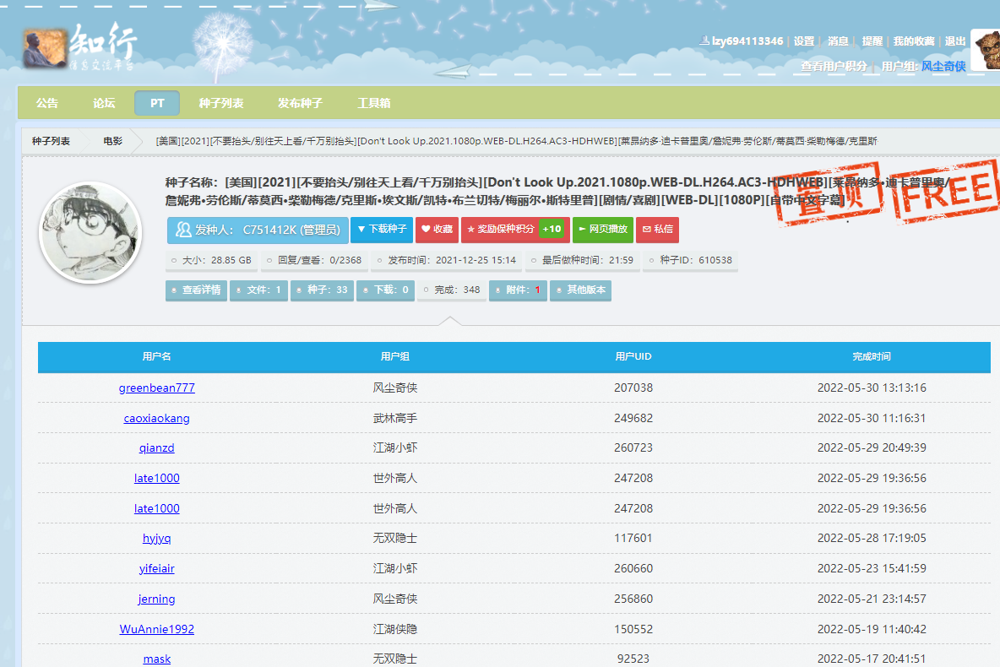 知行
信息交流平台
lzy694113346 | 设置 | 消息 | 提醒 | 我的收藏 | 退出
查看用户积分 | 用户组: 风尘奇侠
公告 论坛 PT 种子列表 发布种子 工具箱
种子列表 电影 [美国][2021][不要抬头/别往天上看/千万别抬头][Don't Look Up.2021.1080p.WEB-DL.H264.AC3-HDHWEB][莱昂纳多·迪卡普里奥/詹妮弗·劳伦斯/蒂莫西·柴勒梅德/克里斯
种子名称：[美国][2021][不要抬头/别往天上看/千万别抬头][Don't Look Up.2021.1080p.WEB-DL.H264.AC3-HDHWEB][莱昂纳多•迪卡普里奥/
詹妮弗•劳伦斯/蒂莫西•柴勒梅德/克里斯•埃文斯/凯特•布兰切特/梅丽尔•斯特里普][剧情/喜剧][WEB-DL][1080P][自带中文字幕]
置顶 FREE
发种人： C751412K (管理员) 下载种子 收藏 奖励保种积分 +10 网页播放 私信
大小：28.85 GB 回复/查看：0/2368 发布时间：2021-12-25 15:14 最后做种时间：21:59 种子ID：610538
查看详情 文件：1 种子：33 下载：0 完成：348 附件：1 其他版本
用户名 用户组 用户UID 完成时间
greenbean777 风尘奇侠 207038 2022-05-30 13:13:16
caoxiaokang 武林高手 249682 2022-05-30 11:16:31
qianzd 江湖小虾 260723 2022-05-29 20:49:39
late1000 世外高人 247208 2022-05-29 19:36:56
late1000 世外高人 247208 2022-05-29 19:36:56
hyjyq 无双隐士 117601 2022-05-28 17:19:05
yifeiair 江湖小虾 260660 2022-05-23 15:41:59
jerning 风尘奇侠 256860 2022-05-21 23:14:57
WuAnnie1992 江湖侠隐 150552 2022-05-19 11:40:42
mask 无双隐士 92523 2022-05-17 20:41:51